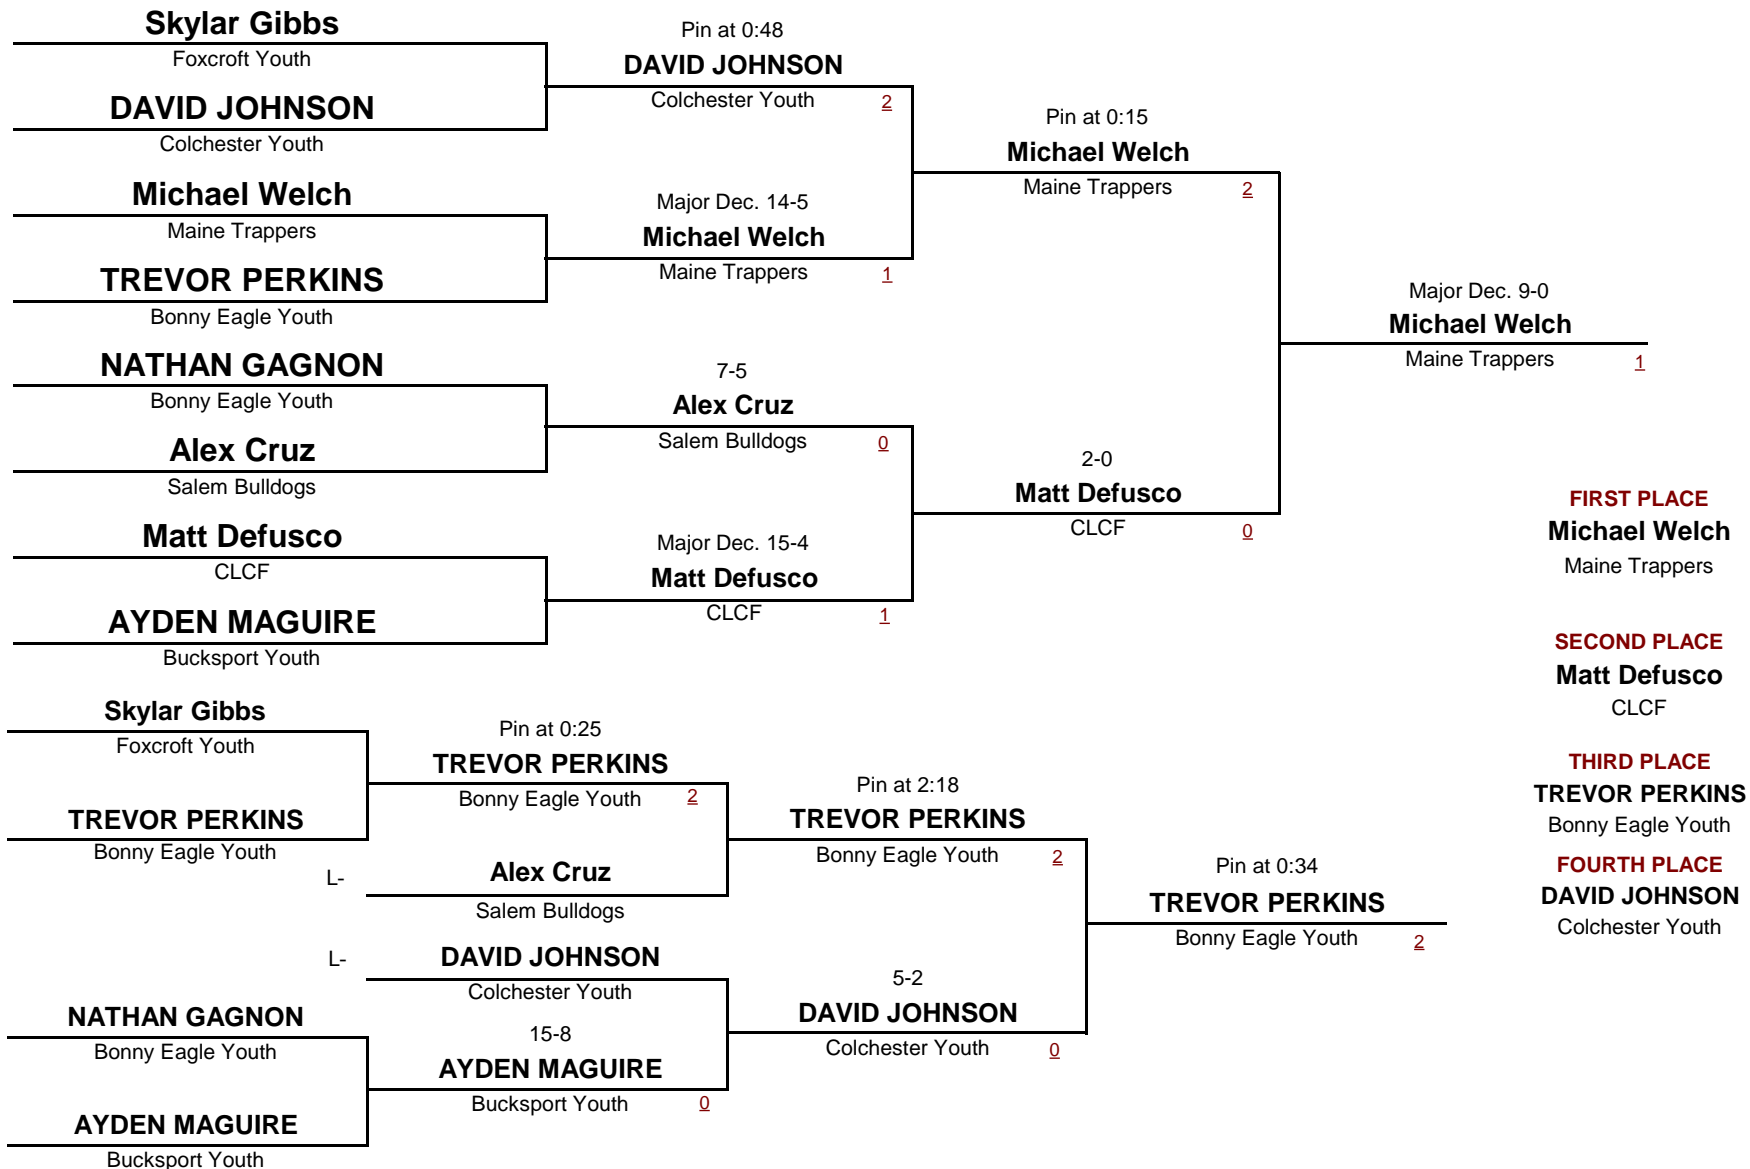 Skylar Gibbs
Foxcroft Youth
DAVID JOHNSON
Colchester Youth
Michael Welch
Maine Trappers
TREVOR PERKINS
Bonny Eagle Youth
NATHAN GAGNON
Bonny Eagle Youth
Alex Cruz
Salem Bulldogs
Matt Defusco
CLCF
AYDEN MAGUIRE
Bucksport Youth
Pin at 0:48
DAVID JOHNSON
Colchester Youth 2
Major Dec. 14-5
Michael Welch
Maine Trappers 1
7-5
Alex Cruz
Salem Bulldogs 0
Major Dec. 15-4
Matt Defusco
CLCF 1
Pin at 0:15
Michael Welch
Maine Trappers 2
2-0
Matt Defusco
CLCF 0
Major Dec. 9-0
Michael Welch
Maine Trappers 1
FIRST PLACE
Michael Welch
Maine Trappers
SECOND PLACE
Matt Defusco
CLCF
THIRD PLACE
TREVOR PERKINS
Bonny Eagle Youth
FOURTH PLACE
DAVID JOHNSON
Colchester Youth
Skylar Gibbs
Foxcroft Youth
TREVOR PERKINS
Bonny Eagle Youth
NATHAN GAGNON
Bonny Eagle Youth
AYDEN MAGUIRE
Bucksport Youth
Pin at 0:25
TREVOR PERKINS
Bonny Eagle Youth 2
L- Alex Cruz
Salem Bulldogs
L- DAVID JOHNSON
Colchester Youth
15-8
AYDEN MAGUIRE
Bucksport Youth 0
Pin at 2:18
TREVOR PERKINS
Bonny Eagle Youth 2
5-2
DAVID JOHNSON
Colchester Youth 0
Pin at 0:34
TREVOR PERKINS
Bonny Eagle Youth 2